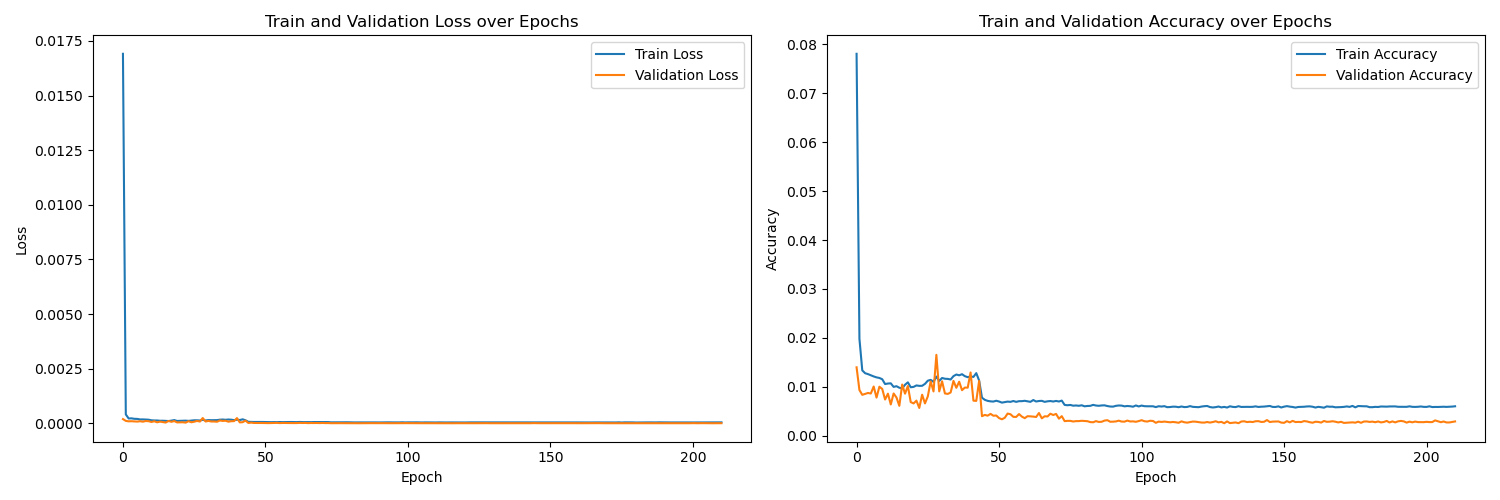 Train and Validation Loss over Epochs
0.0175
0.0150
0.0125
0.0100
0.0075
0.0050
0.0025
0.0000
Loss
0
50
100
150
200
Epoch
Train Loss
Validation Loss
Train and Validation Accuracy over Epochs
0.08
0.07
0.06
0.05
0.04
0.03
0.02
0.01
0.00
Accuracy
0
50
100
150
200
Epoch
Train Accuracy
Validation Accuracy